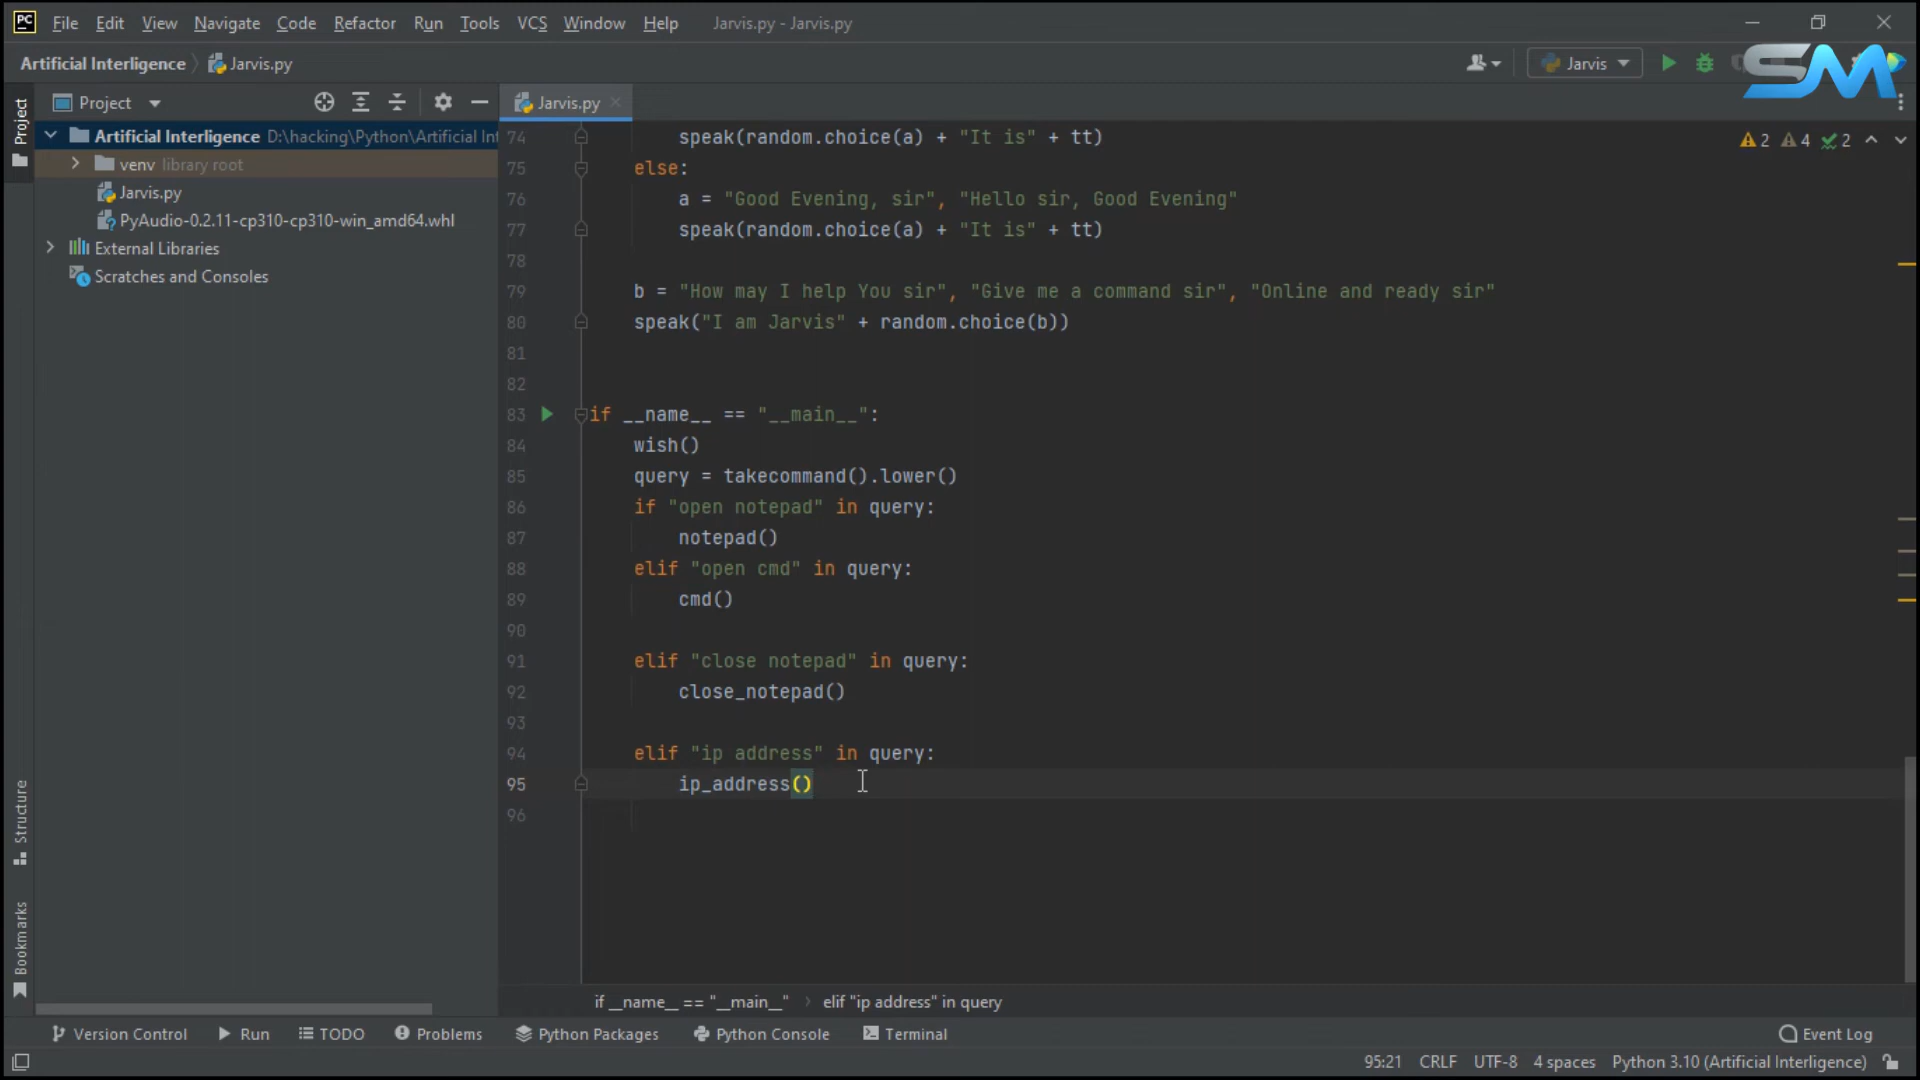 PC File Edit View Navigate Code Refactor Run Tools VCS Window Help Jarvis.py - Jarvis.py
Artificial Interligence Jarvis.py Jarvis SM
Project Jarvis.py
Artificial Interligence D:\hacking\Python\Artificial Int
venv library root
Jarvis.py
PyAudio-0.2.11-cp310-cp310-win_amd64.whl
External Libraries
Scratches and Consoles
Project
Structure
Bookmarks
2 4 2
74 speak(random.choice(a) + "It is" + tt)
75 else:
76 a = "Good Evening, sir", "Hello sir, Good Evening"
77 speak(random.choice(a) + "It is" + tt)
78
79 b = "How may I help You sir", "Give me a command sir", "Online and ready sir"
80 speak("I am Jarvis" + random.choice(b))
81
82
83 if __name__ == "__main__":
84 wish()
85 query = takecommand().lower()
86 if "open notepad" in query:
87 notepad()
88 elif "open cmd" in query:
89 cmd()
90
91 elif "close notepad" in query:
92 close_notepad()
93
94 elif "ip address" in query:
95 ip_address()
96
if __name__ == "__main__" elif "ip address" in query
Version Control Run TODO Problems Python Packages Python Console Terminal Event Log
95:21 CRLF UTF-8 4 spaces Python 3.10 (Artificial Interligence)